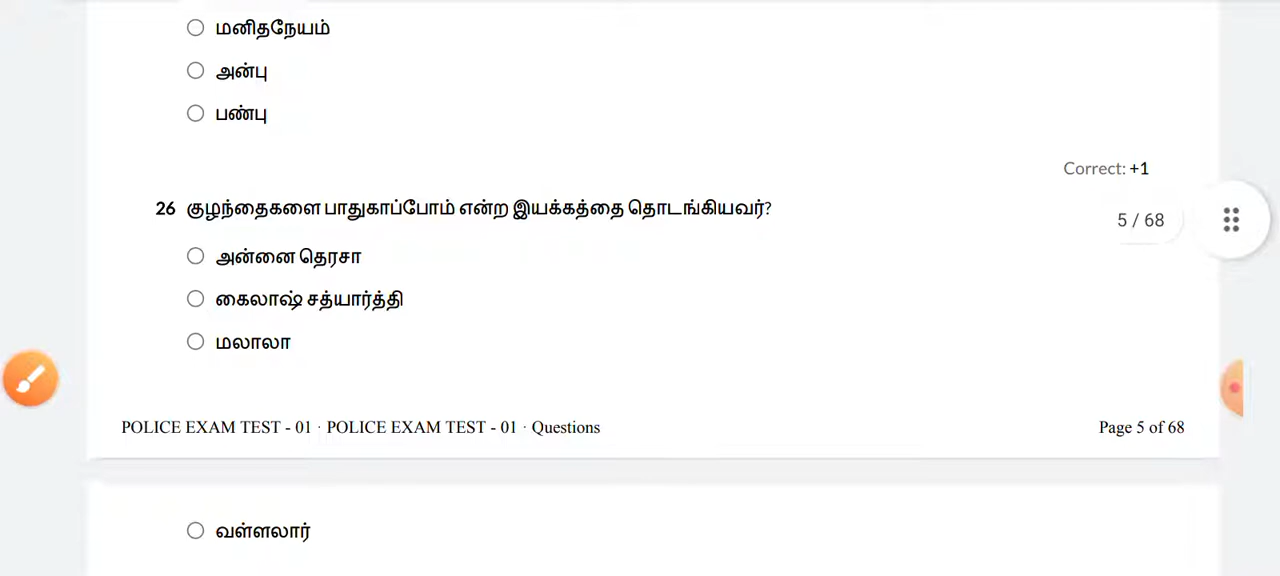 மனிதநேயம்
அன்பு
பண்பு
Correct: +1
26 குழந்தைகளை பாதுகாப்போம் என்ற இயக்கத்தை தொடங்கியவர்?
5 / 68
அன்னை தெரசா
கைலாஷ் சத்யார்த்தி
மலாலா
POLICE EXAM TEST - 01 · POLICE EXAM TEST - 01 · Questions
Page 5 of 68
வள்ளலார்